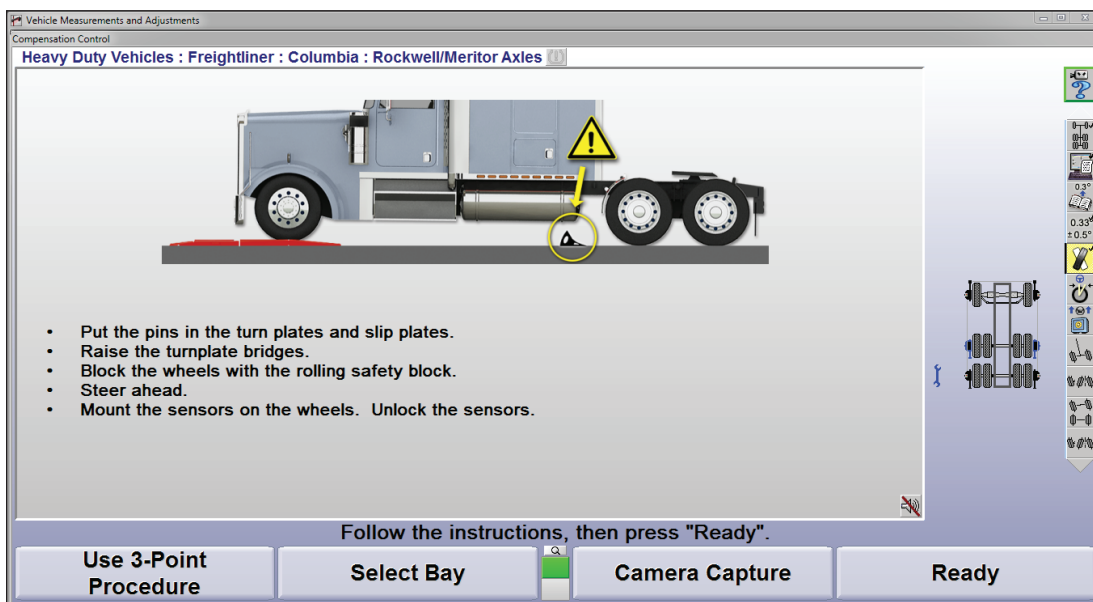 Vehicle Measurements and Adjustments
Compensation Control
Heavy Duty Vehicles : Freightliner : Columbia : Rockwell/Meritor Axles
• Put the pins in the turn plates and slip plates.
• Raise the turnplate bridges.
• Block the wheels with the rolling safety block.
• Steer ahead.
• Mount the sensors on the wheels.  Unlock the sensors.
0.3°
0.33°
±0.5°
Follow the instructions, then press "Ready".
Use 3-Point
Procedure
Select Bay
Camera Capture
Ready